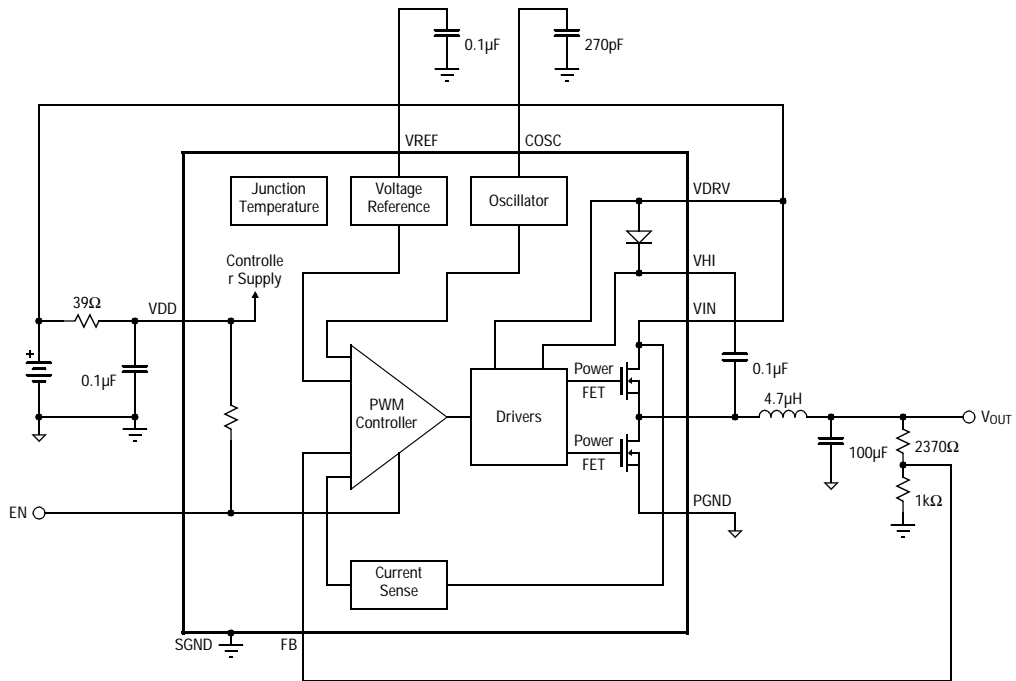 0.1µF
270pF
VREF
COSC
Junction
Temperature
Voltage
Reference
Oscillator
VDRV
Controlle
r Supply
VHI
39Ω
VDD
VIN
+
0.1µF
0.1µF
PWM
Controller
Drivers
Power
FET
Power
FET
4.7µH
VOUT
100µF
2370Ω
1kΩ
EN
PGND
Current
Sense
SGND
FB